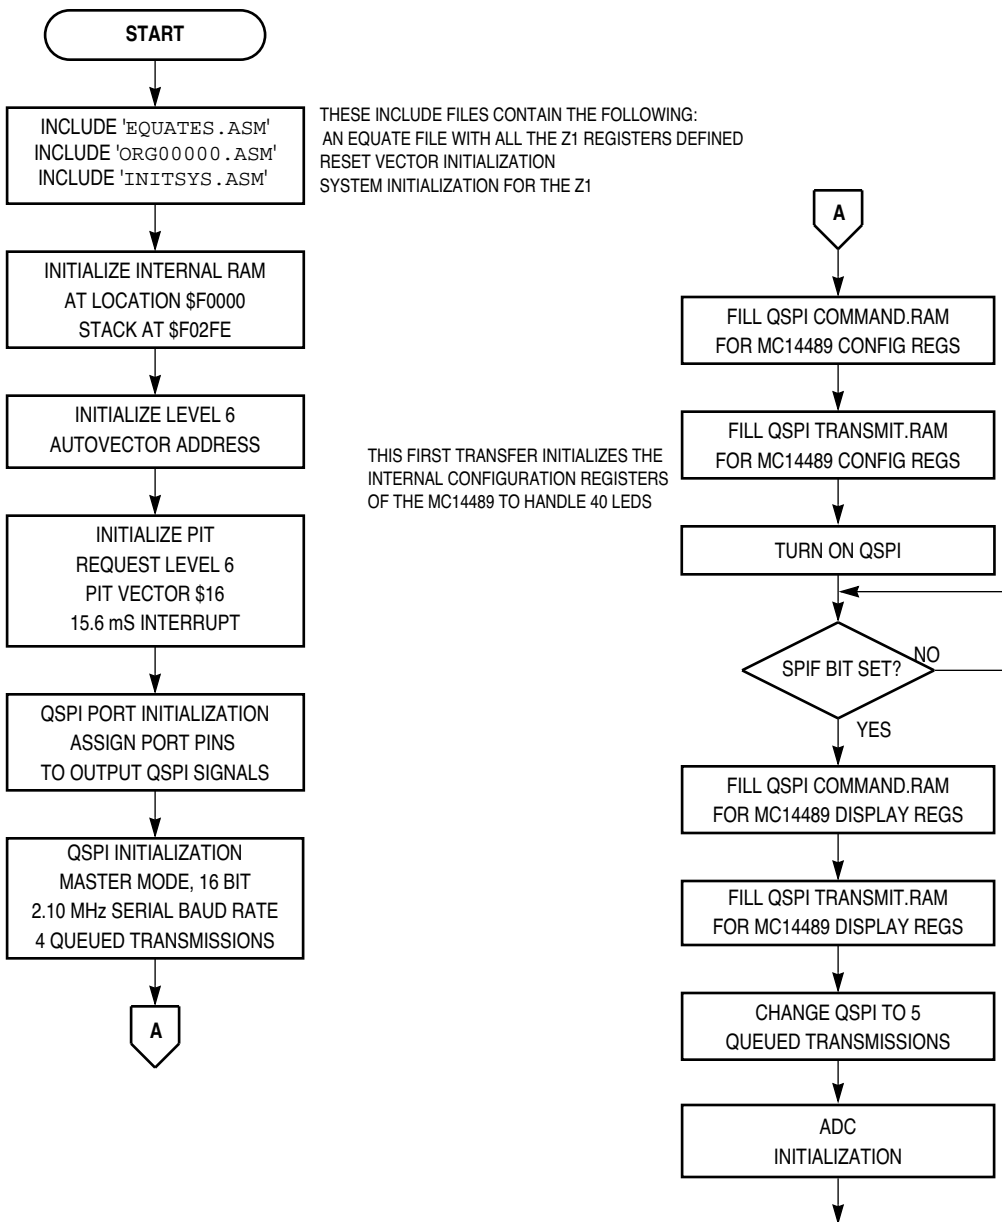 START
INCLUDE 'EQUATES.ASM'
INCLUDE 'ORG00000.ASM'
INCLUDE 'INITSYS.ASM'
THESE INCLUDE FILES CONTAIN THE FOLLOWING:
AN EQUATE FILE WITH ALL THE Z1 REGISTERS DEFINED
RESET VECTOR INITIALIZATION
SYSTEM INITIALIZATION FOR THE Z1
INITIALIZE INTERNAL RAM
AT LOCATION $F0000
STACK AT $F02FE
INITIALIZE LEVEL 6
AUTOVECTOR ADDRESS
INITIALIZE PIT
REQUEST LEVEL 6
PIT VECTOR $16
15.6 mS INTERRUPT
QSPI PORT INITIALIZATION
ASSIGN PORT PINS
TO OUTPUT QSPI SIGNALS
QSPI INITIALIZATION
MASTER MODE, 16 BIT
2.10 MHz SERIAL BAUD RATE
4 QUEUED TRANSMISSIONS
A
A
FILL QSPI COMMAND.RAM
FOR MC14489 CONFIG REGS
FILL QSPI TRANSMIT.RAM
FOR MC14489 CONFIG REGS
THIS FIRST TRANSFER INITIALIZES THE
INTERNAL CONFIGURATION REGISTERS
OF THE MC14489 TO HANDLE 40 LEDS
TURN ON QSPI
SPIF BIT SET?
NO
YES
FILL QSPI COMMAND.RAM
FOR MC14489 DISPLAY REGS
FILL QSPI TRANSMIT.RAM
FOR MC14489 DISPLAY REGS
CHANGE QSPI TO 5
QUEUED TRANSMISSIONS
ADC
INITIALIZATION